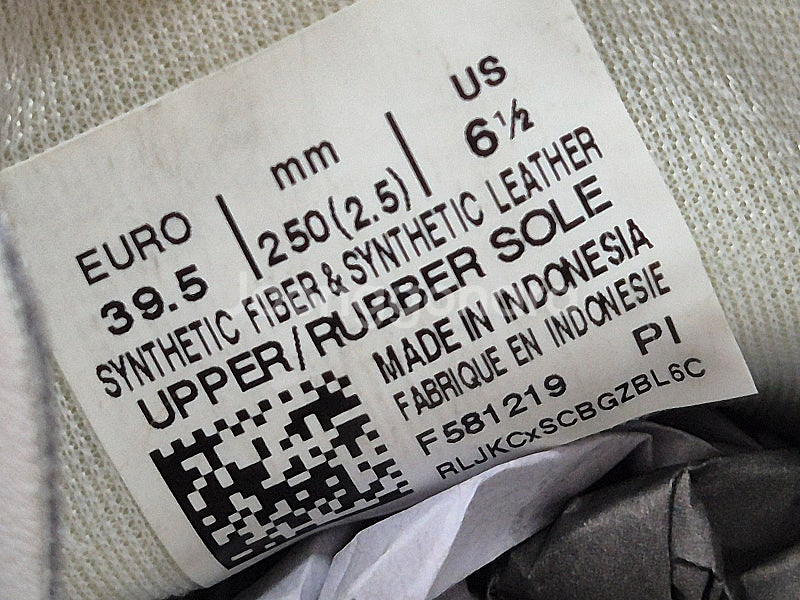 EURO | mm | US
39.5 | 250(2.5) | 6½
SYNTHETIC FIBER & SYNTHETIC LEATHER
UPPER/RUBBER SOLE
MADE IN INDONESIA
FABRIQUE EN INDONESIE
F581219 PI
RLJKCxSCBGZBL6C